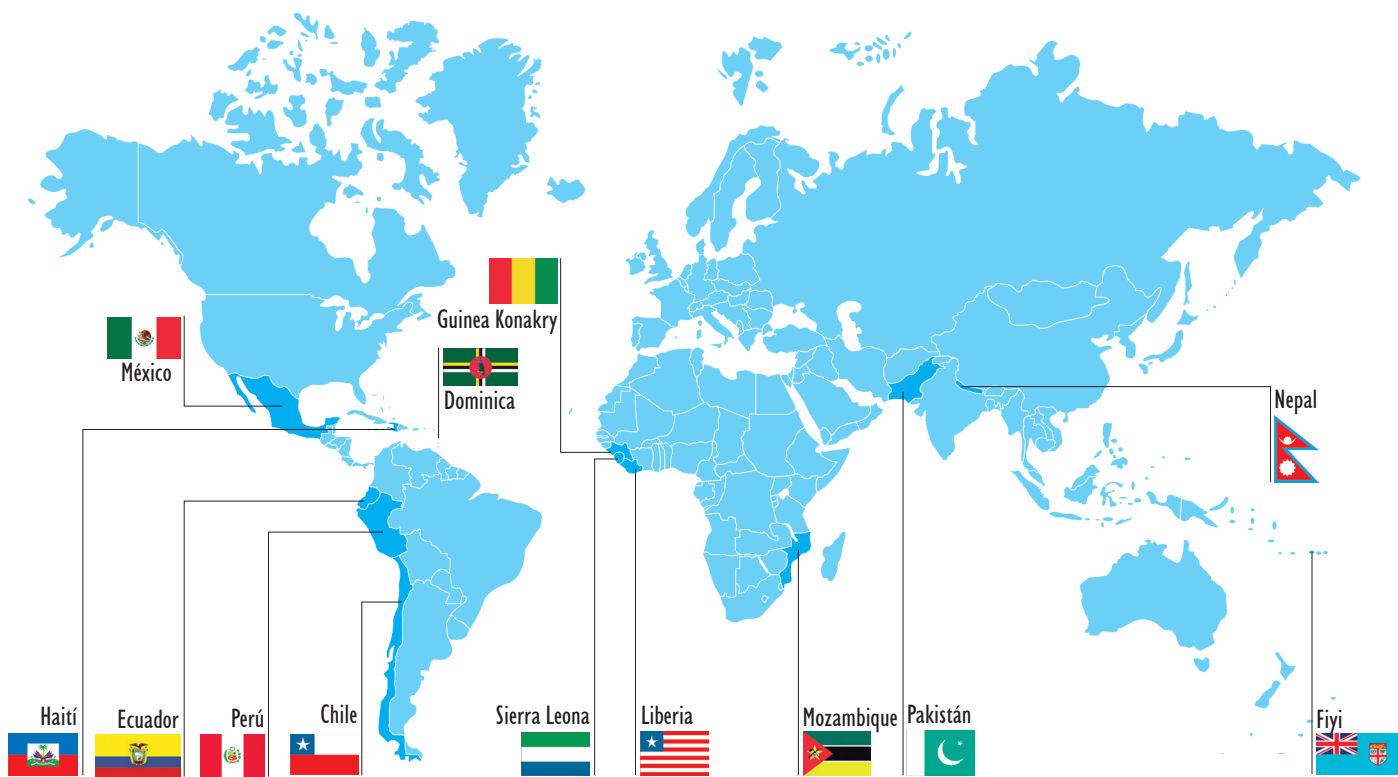 Guinea Konakry
México
Dominica
Nepal
Haití
Ecuador
Perú
Chile
Sierra Leona
Liberia
Mozambique
Pakistán
Fiyi